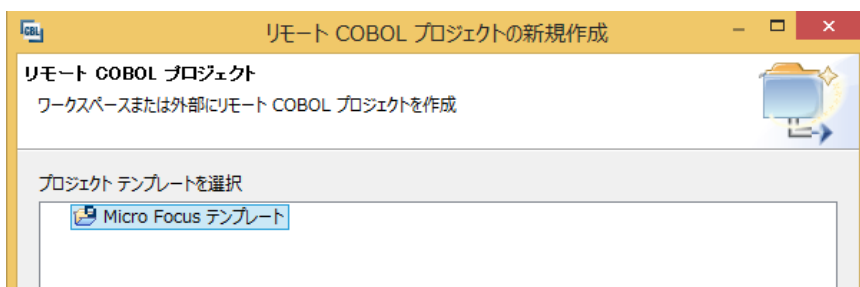 CBL
リモート COBOL プロジェクトの新規作成
リモート COBOL プロジェクト
ワークスペースまたは外部にリモート COBOL プロジェクトを作成
プロジェクト テンプレートを選択
Micro Focus テンプレート